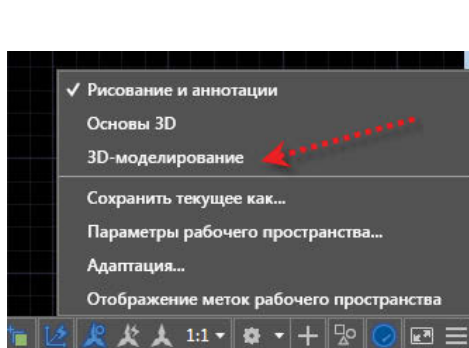 Рисование и аннотации
Основы 3D
3D-моделирование
Сохранить текущее как...
Параметры рабочего пространства...
Адаптация...
Отображение меток рабочего пространства
1:1